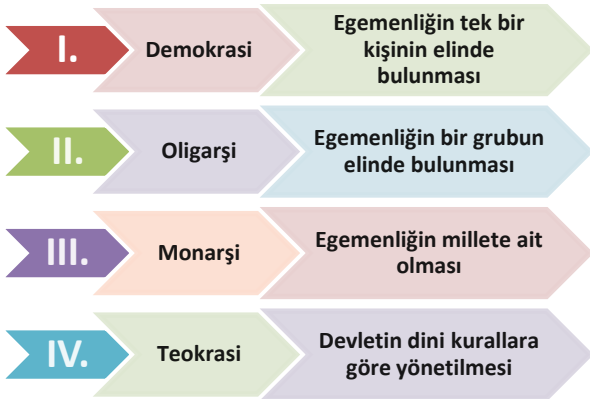 I.
Demokrasi
Egemenliğin tek bir
kişinin elinde
bulunması
II.
Oligarşi
Egemenliğin bir grubun
elinde bulunması
III.
Monarşi
Egemenliğin millete ait
olması
IV.
Teokrasi
Devletin dini kurallara
göre yönetilmesi